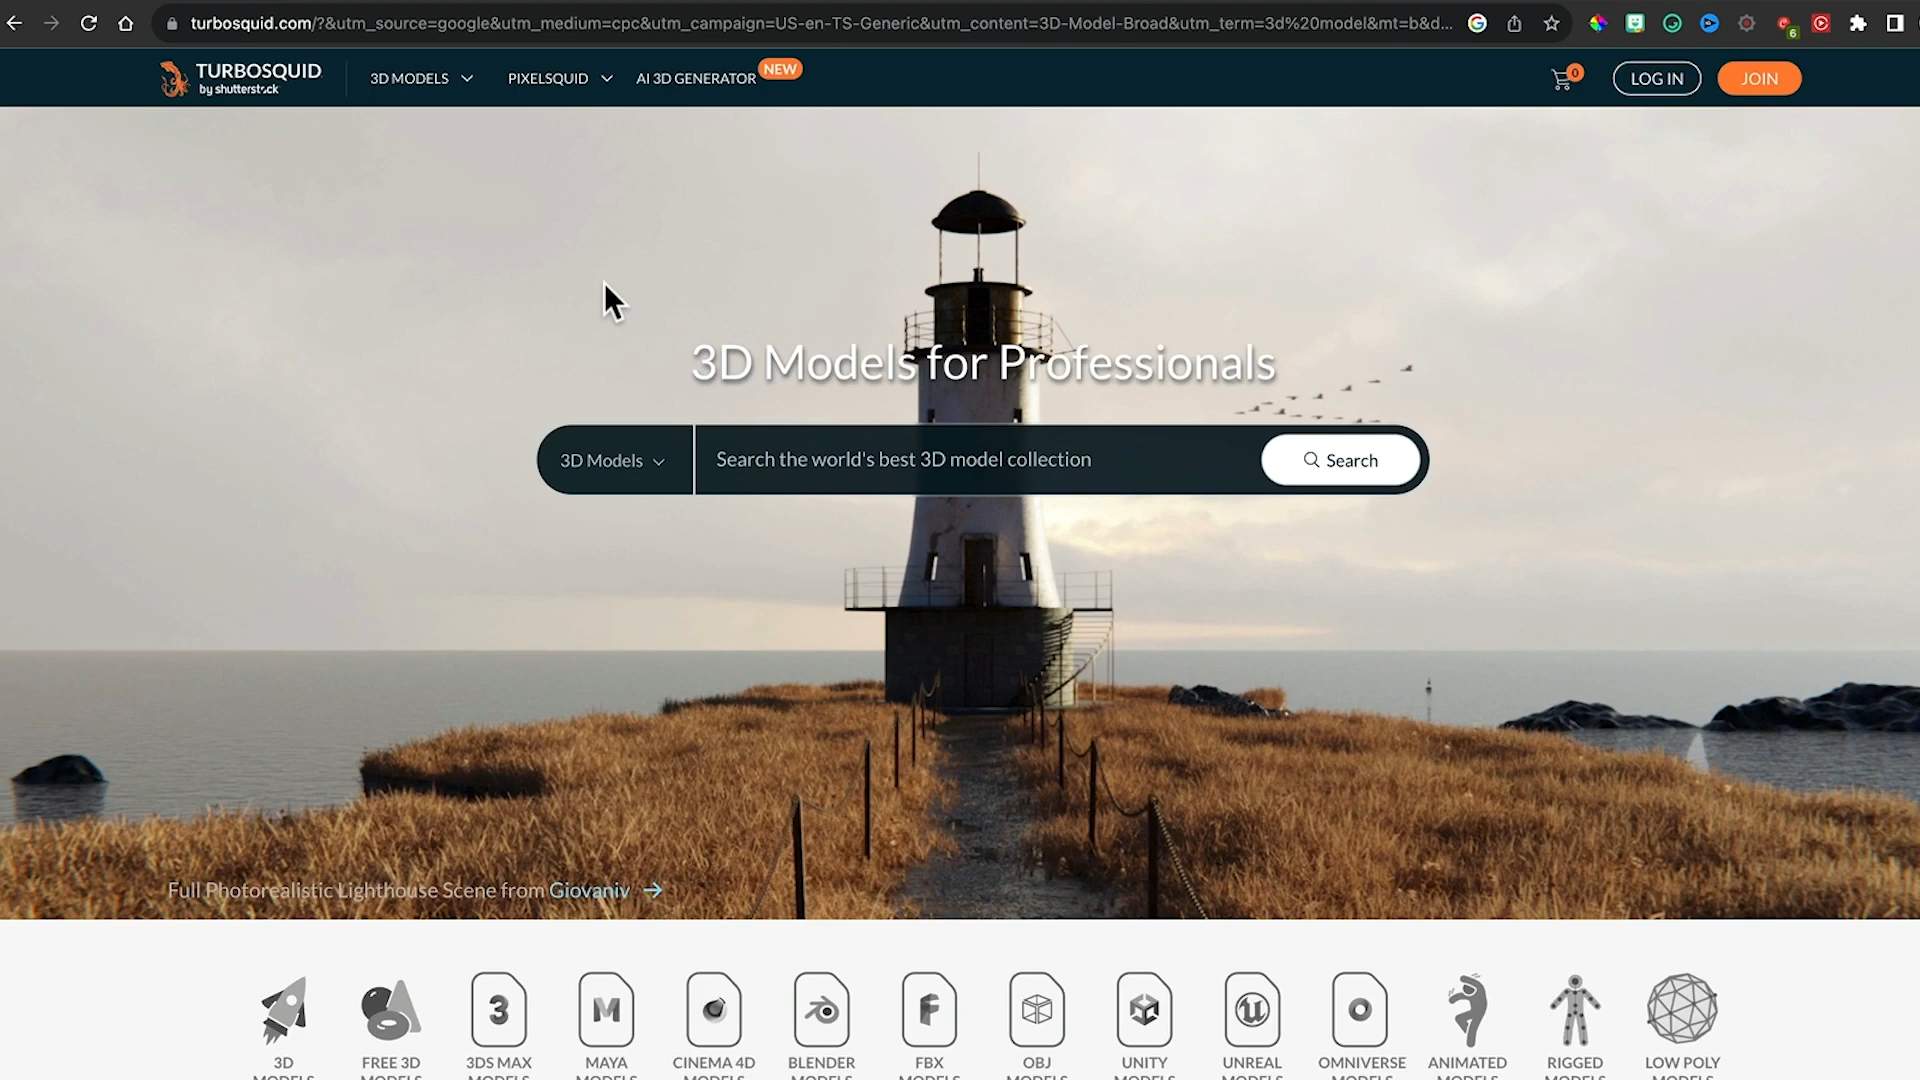 turbosquid.com/?&utm_source=google&utm_medium=cpc&utm_campaign=US-en-TS-Generic&utm_content=3D-Model-Broad&utm_term=3d%20model&mt=b&d...
6
TURBOSQUID
by shutterstock
3D MODELS
PIXELSQUID
AI 3D GENERATOR
NEW
0
LOG IN
JOIN
3D Models for Professionals
3D Models
Search the world's best 3D model collection
Search
Full Photorealistic Lighthouse Scene from Giovaniv
3D
MODELS
FREE 3D
MODELS
3
3DS MAX
MODELS
M
MAYA
MODELS
CINEMA 4D
MODELS
BLENDER
MODELS
F
FBX
MODELS
OBJ
MODELS
UNITY
MODELS
UNREAL
MODELS
OMNIVERSE
MODELS
ANIMATED
MODELS
RIGGED
MODELS
LOW POLY
MODELS